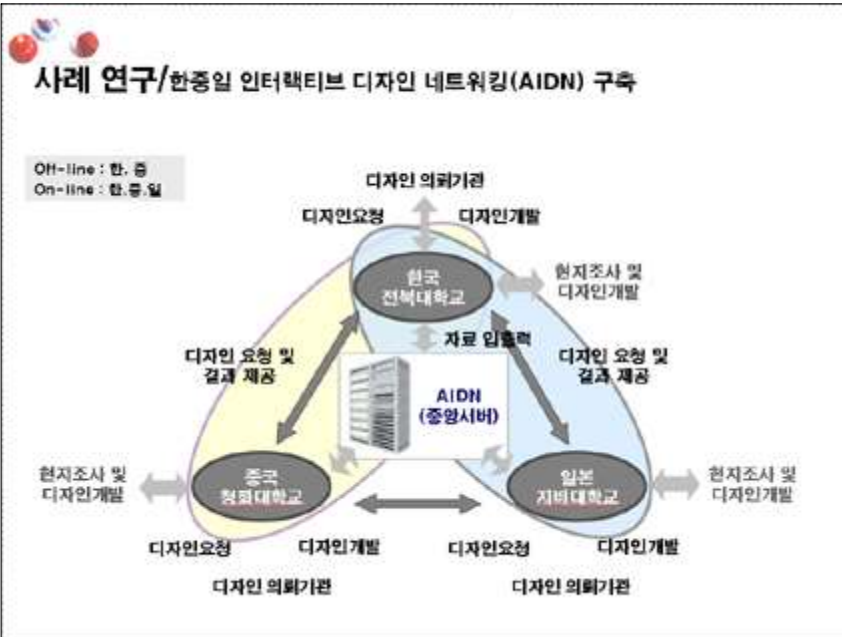 사례 연구/한중일 인터랙티브 디자인 네트워킹(AIDN) 구축
Off-line : 한. 중
On-line : 한.중.일
디자인 의뢰기관
디자인요청
디자인개발
한국
전북대학교
현지조사 및
디자인개발
자료 입출력
디자인 요청 및
결과 제공
디자인 요청 및
결과 제공
AIDN
(중앙서버)
현지조사 및
디자인개발
중국
청화대학교
일본
지바대학교
현지조사 및
디자인개발
디자인요청
디자인개발
디자인요청
디자인개발
디자인 의뢰기관
디자인 의뢰기관